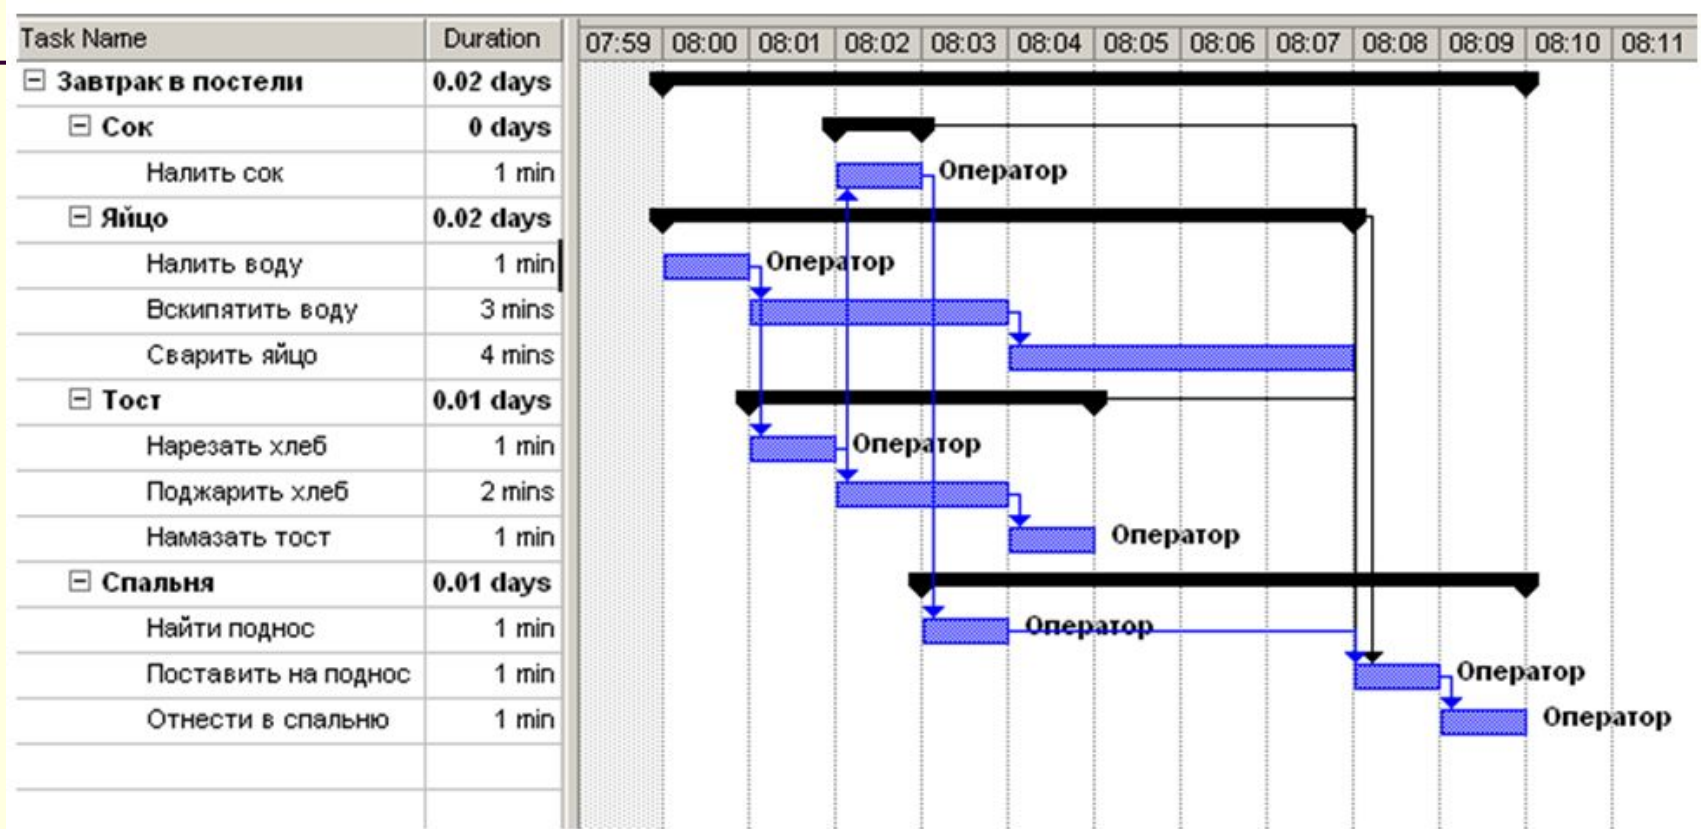 Task Name Duration 07:59 08:00 08:01 08:02 08:03 08:04 08:05 08:06 08:07 08:08 08:09 08:10 08:11
Завтрак в постели 0.02 days
Сок 0 days
Налить сок 1 min Оператор
Яйцо 0.02 days
Налить воду 1 min Оператор
Вскипятить воду 3 mins
Сварить яйцо 4 mins
Тост 0.01 days
Нарезать хлеб 1 min Оператор
Поджарить хлеб 2 mins
Намазать тост 1 min Оператор
Спальня 0.01 days
Найти поднос 1 min Оператор
Поставить на поднос 1 min Оператор
Отнести в спальню 1 min Оператор